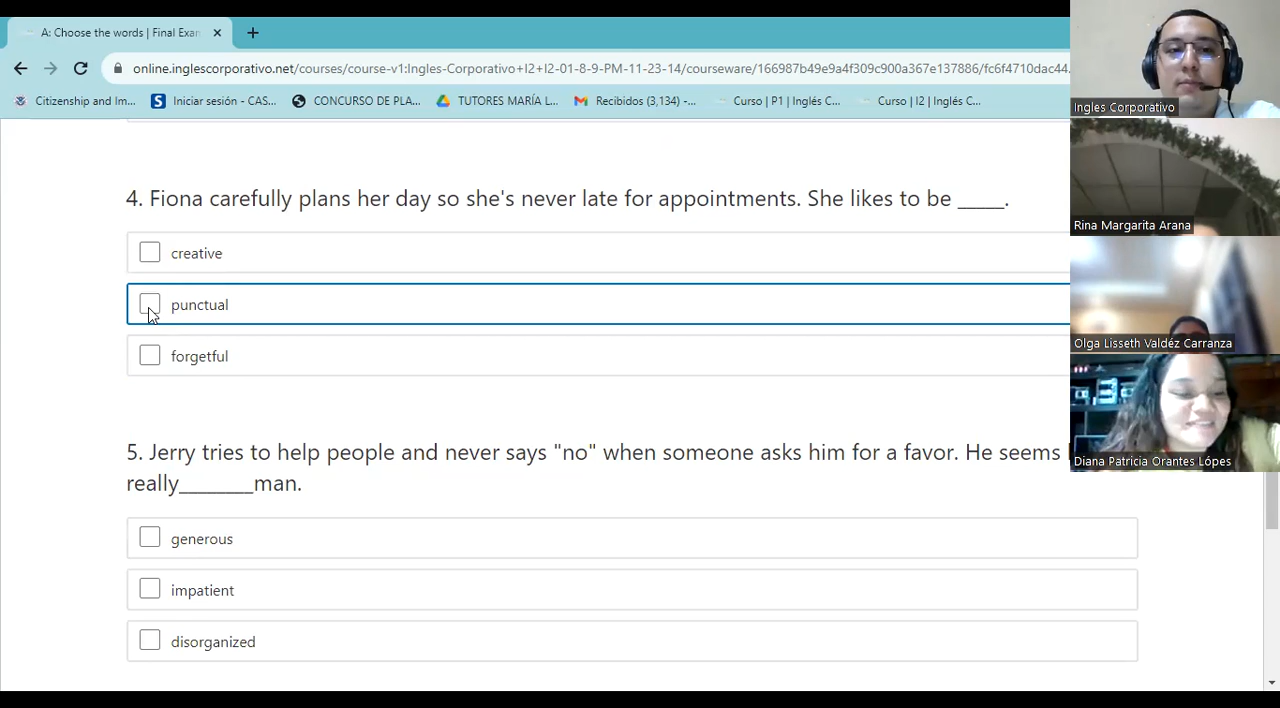 A: Choose the words | Final Exan
online.inglescorporativo.net/courses/course-v1:Ingles-Corporativo+I2+I2-01-8-9-PM-11-23-14/courseware/166987b49e9a4f309c900a367e137886/fc6f4710dac44
Citizenship and Im... Iniciar sesión - CAS... CONCURSO DE PLA... TUTORES MARÍA L... Recibidos (3,134) -... Curso | P1 | Inglés C... Curso | I2 | Inglés C...
Ingles Corporativo
Rina Margarita Arana
Olga Lisseth Valdéz Carranza
Diana Patricia Orantes Lópes
4. Fiona carefully plans her day so she's never late for appointments. She likes to be _____.
creative
punctual
forgetful
5. Jerry tries to help people and never says "no" when someone asks him for a favor. He seems
really________man.
generous
impatient
disorganized